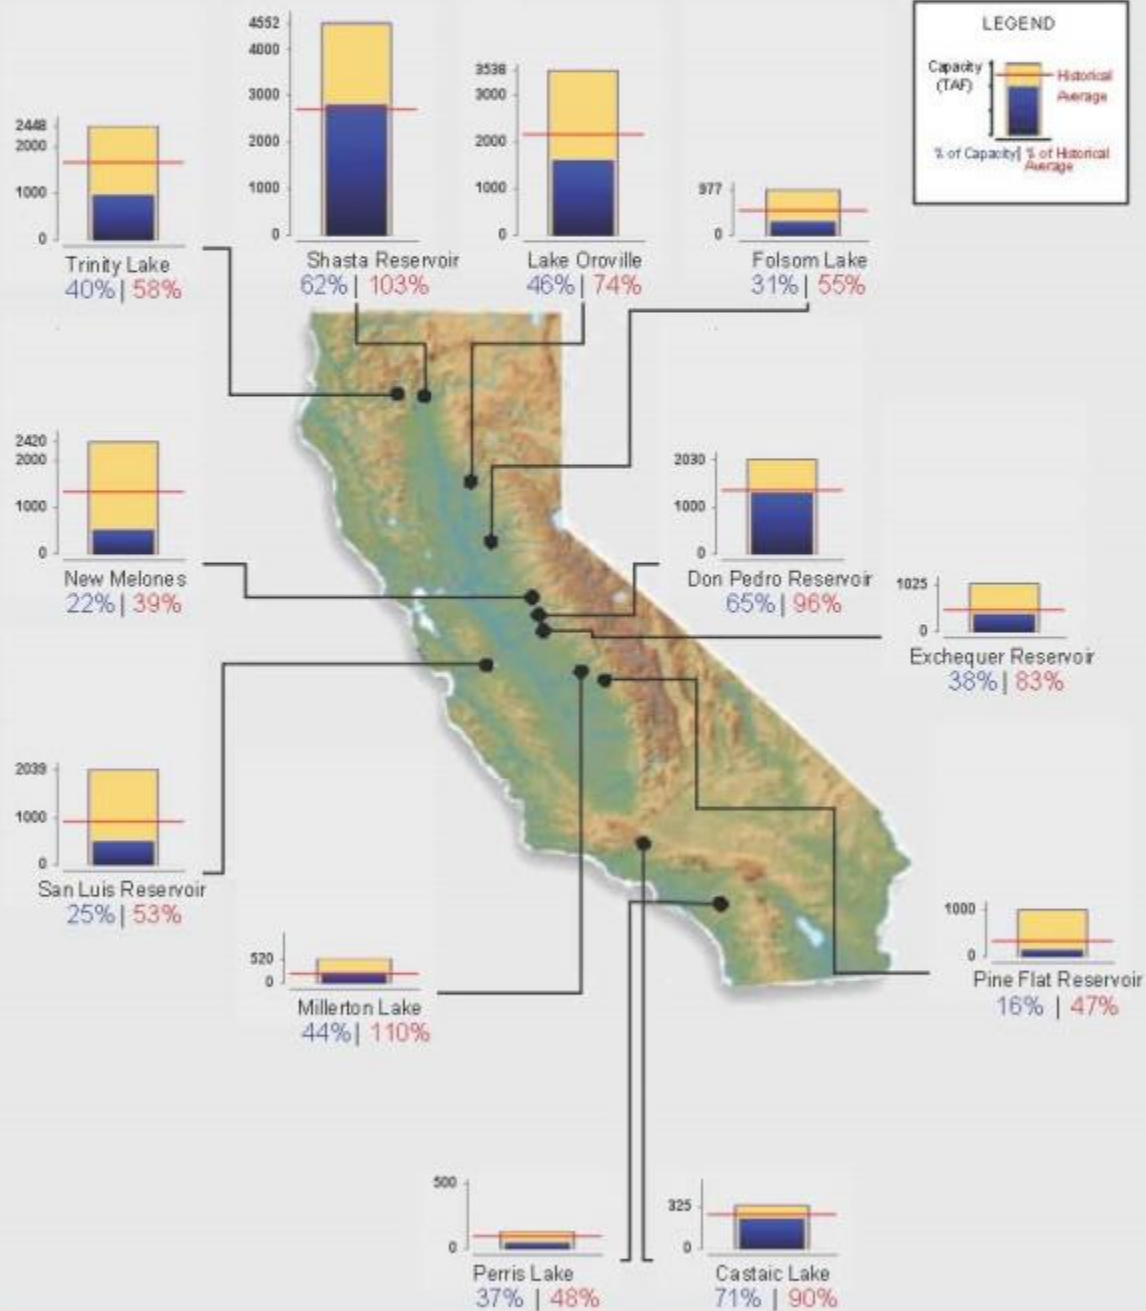 LEGEND
Capacity
(TAF)
Historical
Average
% of Capacity| % of Historical
Average
4552
4000
3000
2000
1000
0
Shasta Reservoir
62% | 103%
3538
3000
2000
1000
0
Lake Oroville
46% | 74%
2448
2000
1000
0
Trinity Lake
40% | 58%
977
0
Folsom Lake
31% | 55%
2420
2000
1000
0
New Melones
22% | 39%
2030
1000
0
Don Pedro Reservoir
65% | 96%
1025
0
Exchequer Reservoir
38% | 83%
2039
1000
0
San Luis Reservoir
25% | 53%
520
0
Millerton Lake
44% | 110%
1000
0
Pine Flat Reservoir
16% | 47%
500
0
Perris Lake
37% | 48%
325
0
Castaic Lake
71% | 90%